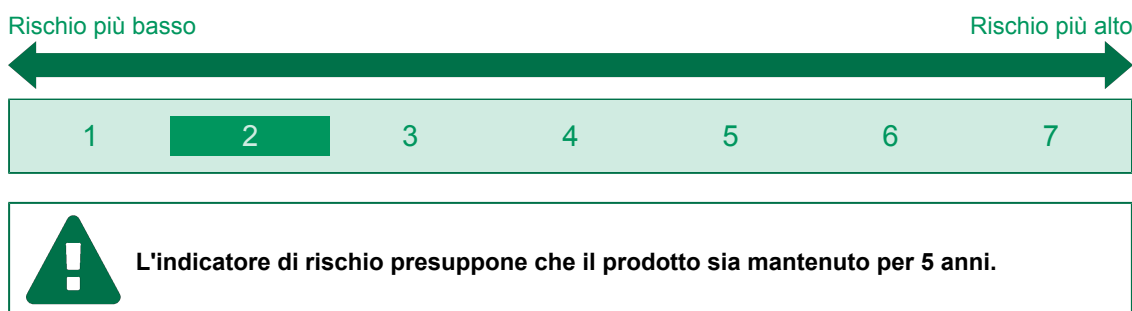 Rischio più basso Rischio più alto
1 2 3 4 5 6 7
L'indicatore di rischio presuppone che il prodotto sia mantenuto per 5 anni.